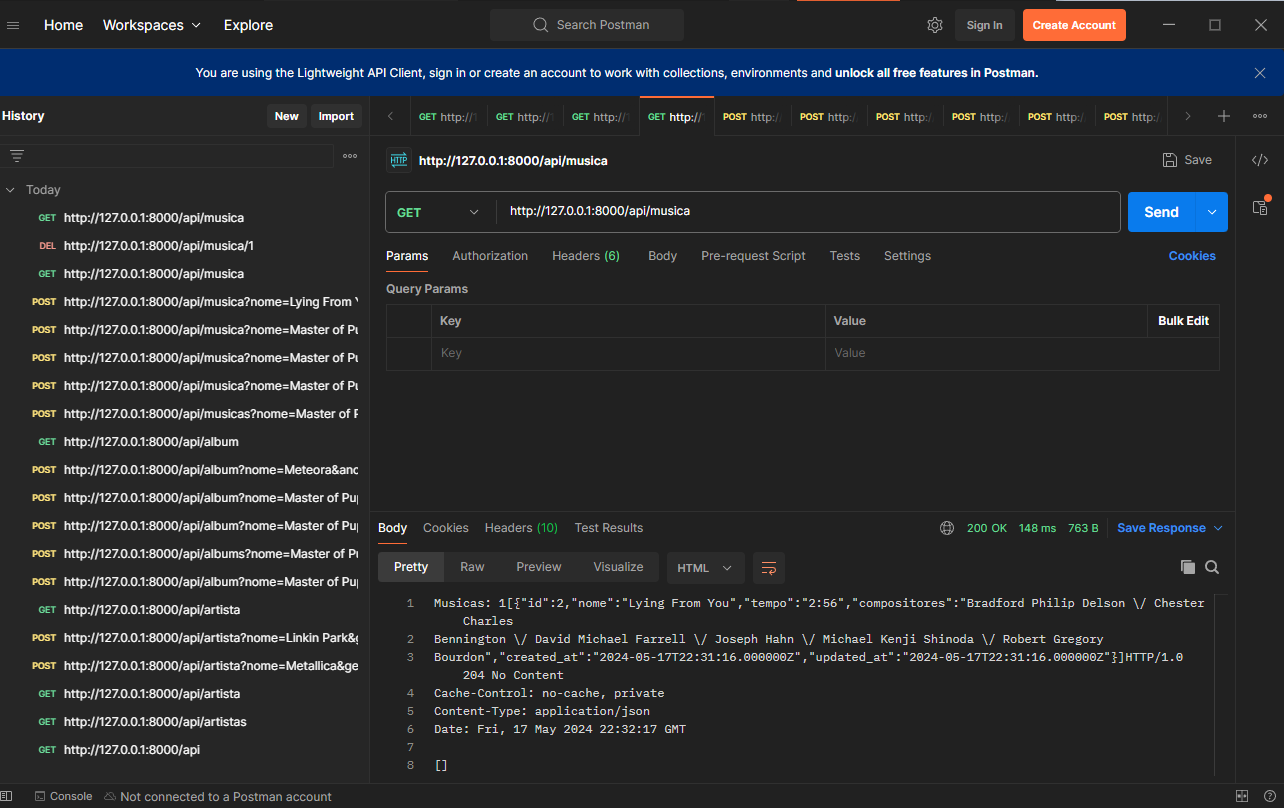 Home Workspaces Explore Search Postman Sign In Create Account
You are using the Lightweight API Client, sign in or create an account to work with collections, environments and unlock all free features in Postman.
History New Import
GET http://1 GET http://1 GET http://1 GET http://1 POST http:/ POST http:/ POST http:/ POST http:/ POST http:/ POST http:/
HTTP http://127.0.0.1:8000/api/musica Save
Today
GET http://127.0.0.1:8000/api/musica
DEL http://127.0.0.1:8000/api/musica/1
GET http://127.0.0.1:8000/api/musica
POST http://127.0.0.1:8000/api/musica?nome=Lying From Y
POST http://127.0.0.1:8000/api/musica?nome=Master of Pu
POST http://127.0.0.1:8000/api/musica?nome=Master of Pu
POST http://127.0.0.1:8000/api/musica?nome=Master of Pu
POST http://127.0.0.1:8000/api/musicas?nome=Master of P
GET http://127.0.0.1:8000/api/album
POST http://127.0.0.1:8000/api/album?nome=Meteora&anc
POST http://127.0.0.1:8000/api/album?nome=Master of Pup
POST http://127.0.0.1:8000/api/album?nome=Master of Pup
POST http://127.0.0.1:8000/api/albums?nome=Master of Pu
POST http://127.0.0.1:8000/api/album?nome=Master of Pup
GET http://127.0.0.1:8000/api/artista
POST http://127.0.0.1:8000/api/artista?nome=Linkin Park&g
POST http://127.0.0.1:8000/api/artista?nome=Metallica&ge
GET http://127.0.0.1:8000/api/artista
GET http://127.0.0.1:8000/api/artistas
GET http://127.0.0.1:8000/api
GET http://127.0.0.1:8000/api/musica Send
Params Authorization Headers (6) Body Pre-request Script Tests Settings Cookies
Query Params
Key Value Bulk Edit
Key Value
Body Cookies Headers (10) Test Results 200 OK 148 ms 763 B Save Response
Pretty Raw Preview Visualize HTML
1 Musicas: 1[{"id":2,"nome":"Lying From You","tempo":"2:56","compositores":"Bradford Philip Delson \/ Chester
Charles
2 Bennington \/ David Michael Farrell \/ Joseph Hahn \/ Michael Kenji Shinoda \/ Robert Gregory
3 Bourdon","created_at":"2024-05-17T22:31:16.000000Z","updated_at":"2024-05-17T22:31:16.000000Z"}]HTTP/1.0
204 No Content
4 Cache-Control: no-cache, private
5 Content-Type: application/json
6 Date: Fri, 17 May 2024 22:32:17 GMT
7
8 []
Console Not connected to a Postman account